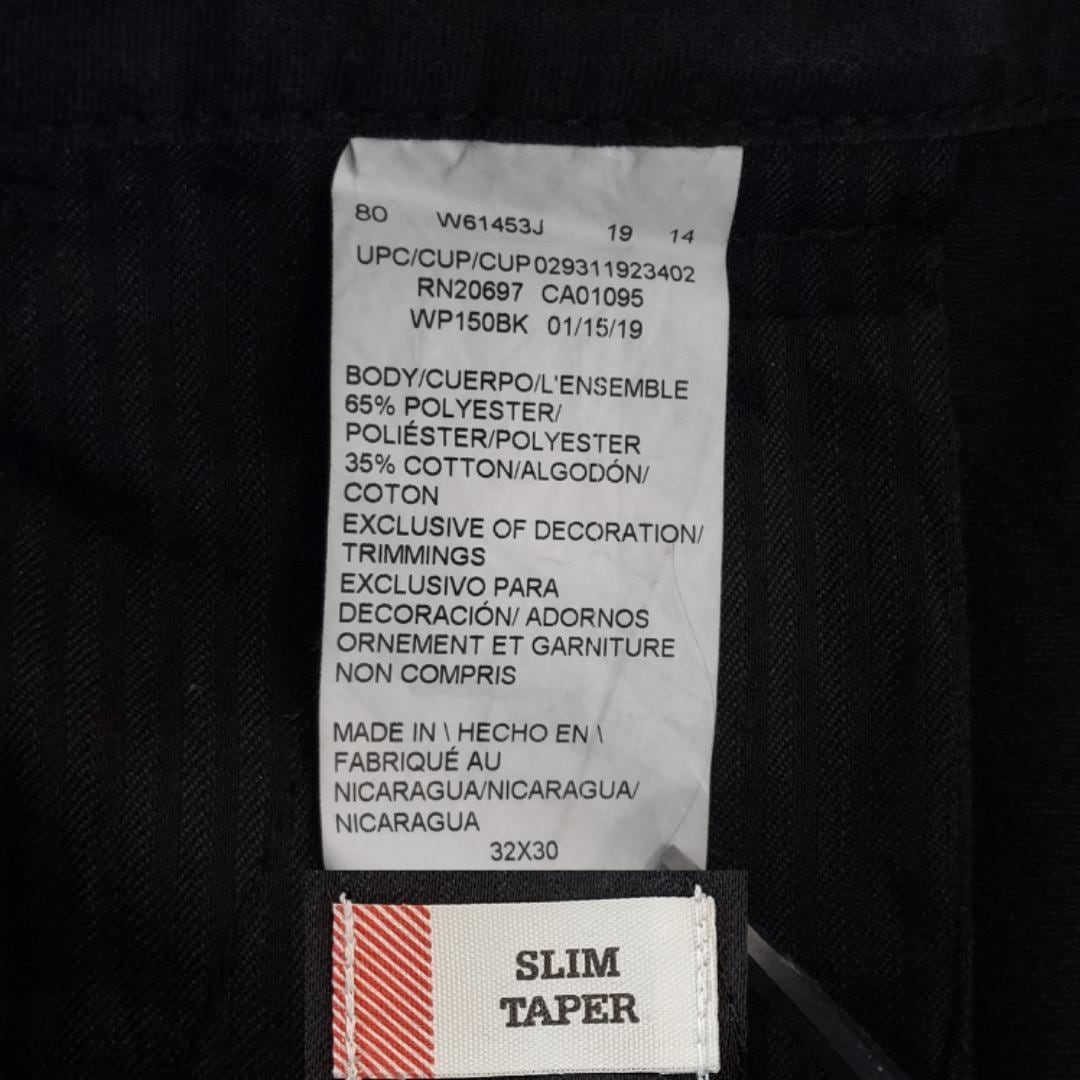 80 W61453J 19 14
UPC/CUP/CUP 029311923402
RN20697 CA01095
WP150BK 01/15/19
BODY/CUERPO/L'ENSEMBLE
65% POLYESTER/
POLIÉSTER/POLYESTER
35% COTTON/ALGODÓN/
COTON
EXCLUSIVE OF DECORATION/
TRIMMINGS
EXCLUSIVO PARA
DECORACIÓN/ ADORNOS
ORNEMENT ET GARNITURE
NON COMPRIS
MADE IN \ HECHO EN \
FABRIQUÉ AU
NICARAGUA/NICARAGUA/
NICARAGUA
32X30
SLIM
TAPER